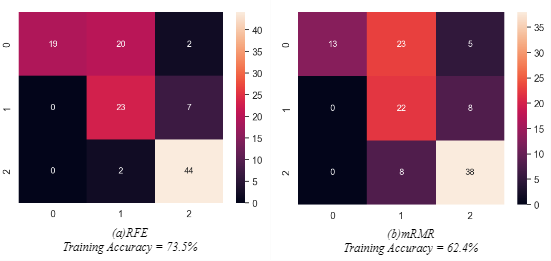 0 19 20 2
1 0 23 7
2 0 2 44
0 1 2
40
35
30
25
20
15
10
5
0
(a)RFE
Training Accuracy = 73.5%
0 13 23 5
1 0 22 8
2 0 8 38
0 1 2
35
30
25
20
15
10
5
0
(b)mRMR
Training Accuracy = 62.4%